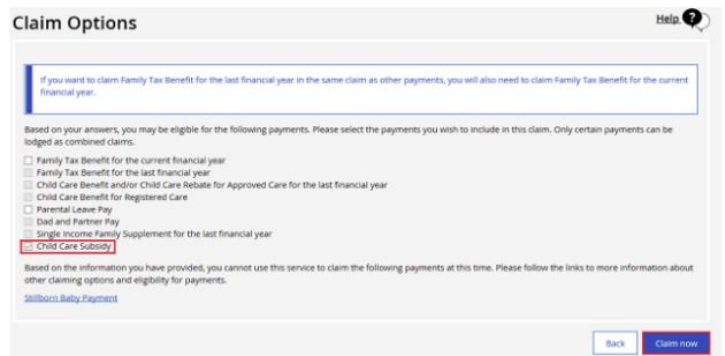 Claim Options
Help ?
If you want to claim Family Tax Benefit for the last financial year in the same claim as other payments, you will also need to claim Family Tax Benefit for the current
financial year.
Based on your answers, you may be eligible for the following payments. Please select the payments you wish to include in this claim. Only certain payments can be
lodged as combined claims.
Family Tax Benefit for the current financial year
Family Tax Benefit for the last financial year
Child Care Benefit and/or Child Care Rebate for Approved Care for the last financial year
Child Care Benefit for Registered Care
Parental Leave Pay
Dad and Partner Pay
Single Income Family Supplement for the last financial year
Child Care Subsidy
Based on the information you have provided, you cannot use this service to claim the following payments at this time. Please follow the links to more information about
other claiming options and eligibility for payments.
Stillborn Baby Payment
Back
Claim now